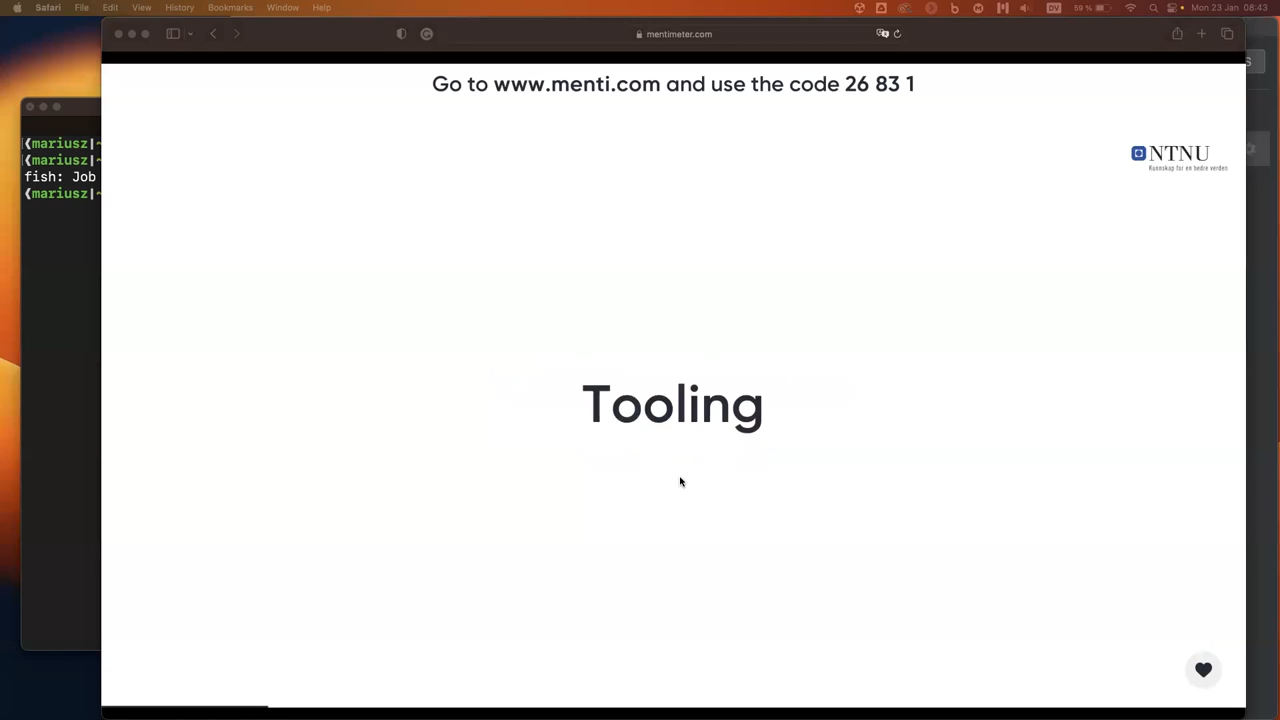 Safari File Edit View History Bookmarks Window Help DV 59 % Mon 23 Jan 08:43
mentimeter.com
S
Go to www.menti.com and use the code 26 83 1
NTNU
Kunnskap for en bedre verden
❨mariusz|~
❨mariusz|~
fish: Job
❨mariusz|~
Tooling